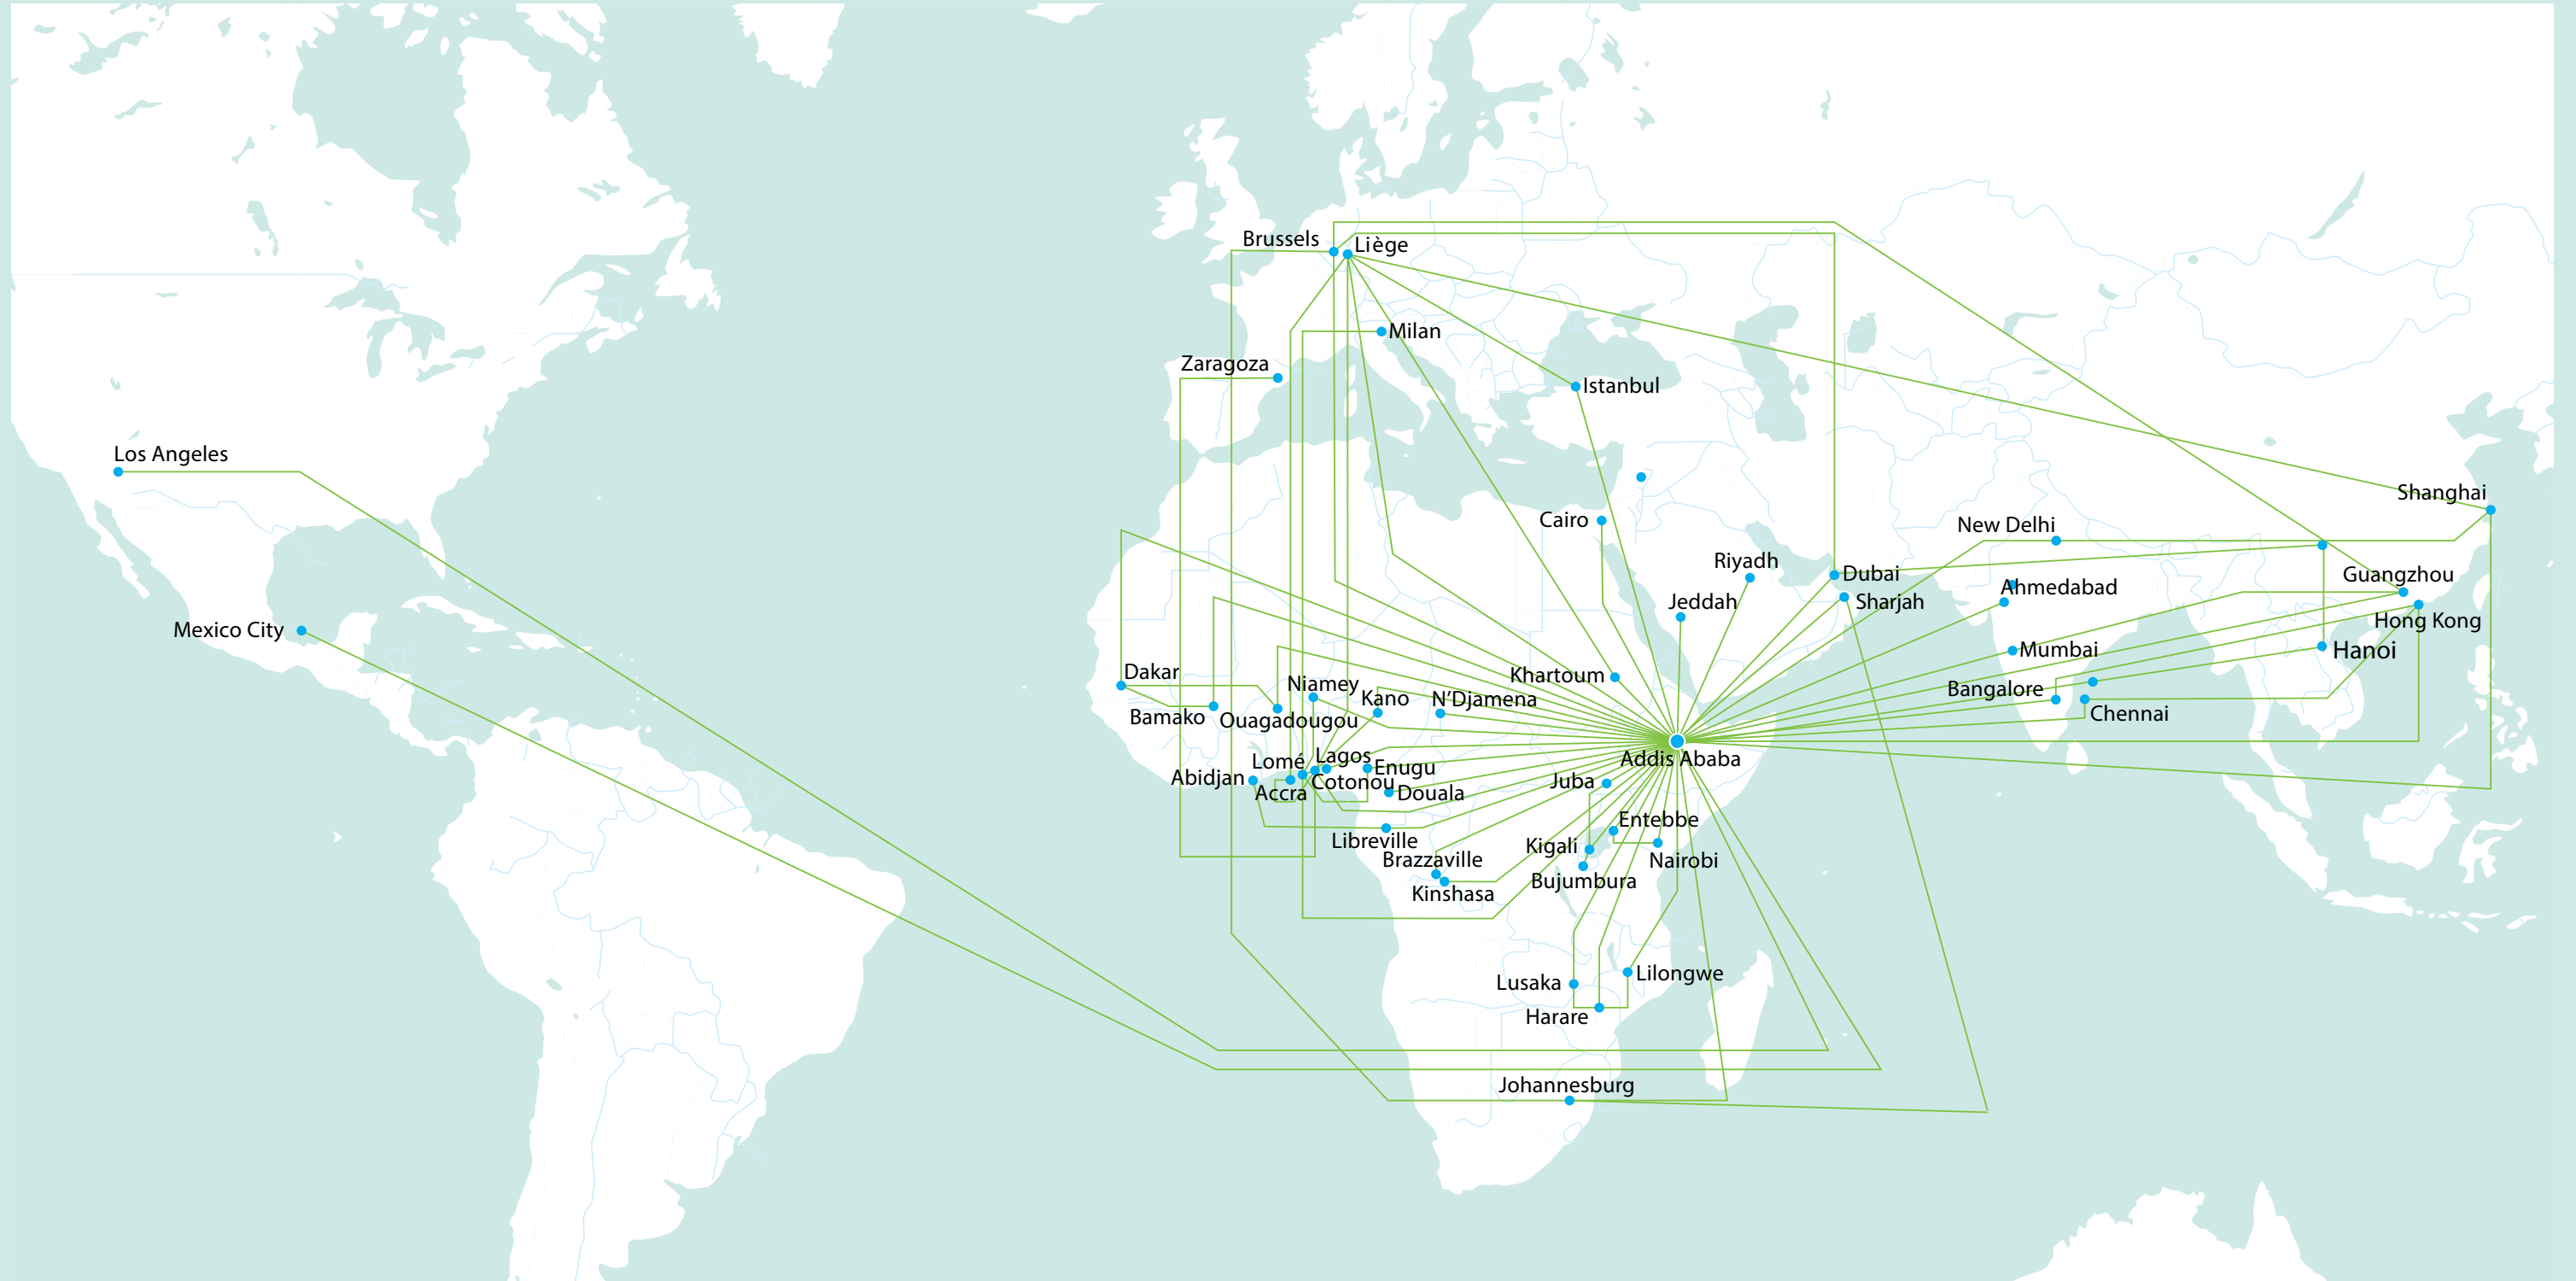 Brussels
Liège
Milan
Zaragoza
Istanbul
Los Angeles
Shanghai
Cairo
New Delhi
Riyadh
Dubai
Guangzhou
Ahmedabad
Jeddah
Sharjah
Hong Kong
Mexico City
Mumbai
Hanoi
Dakar
Khartoum
Niamey
Kano
N’Djamena
Bangalore
Bamako
Ouagadougou
Chennai
Lagos
Lomé
Addis Ababa
Enugu
Abidjan
Cotonou
Juba
Accra
Douala
Entebbe
Libreville
Kigali
Brazzaville
Nairobi
Bujumbura
Kinshasa
Lilongwe
Lusaka
Harare
Johannesburg